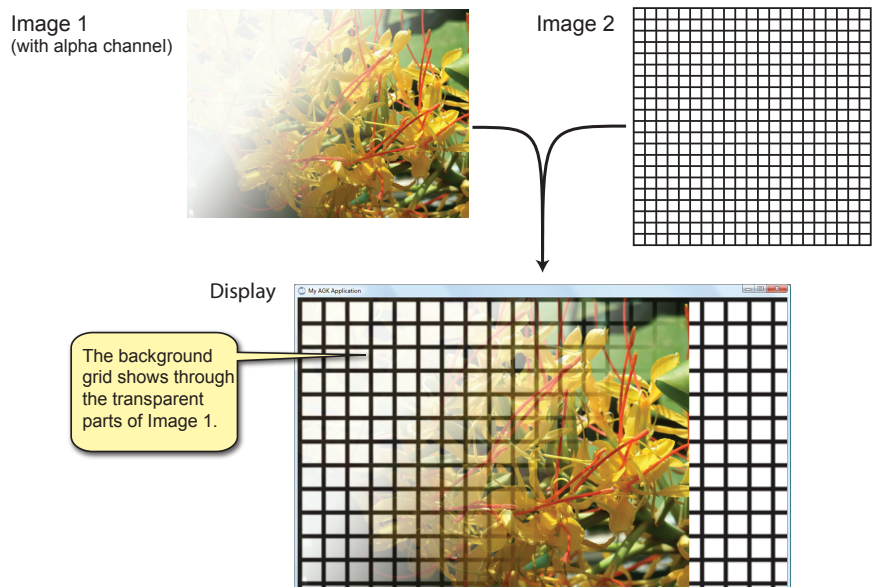 Image 1
(with alpha channel)
Image 2
Display
My AGK Application
The background
grid shows through
the transparent
parts of Image 1.